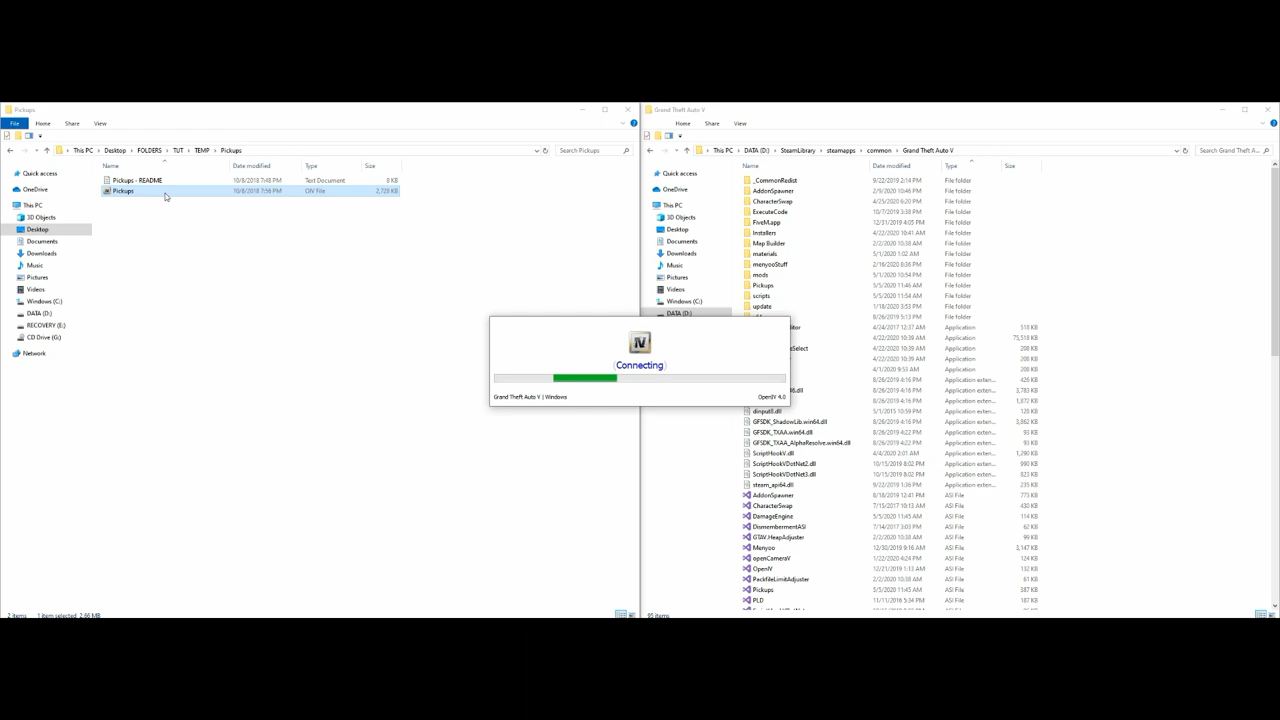 Pickups
File Home Share View
This PC Desktop FOLDERS TUT TEMP Pickups
Search Pickups
Name Date modified Type Size
Pickups - README 10/8/2018 7:48 PM Text Document 8 KB
Pickups 10/8/2018 7:56 PM OIV File 2,729 KB
Quick access
OneDrive
This PC
3D Objects
Desktop
Documents
Downloads
Music
Pictures
Videos
Windows (C:)
DATA (D:)
RECOVERY (E:)
CD Drive (G:)
Network
2 items 1 item selected 2.66 MB
Grand Theft Auto V
Home Share View
This PC DATA (D:) SteamLibrary steamapps common Grand Theft Auto V
Search Grand Theft A...
Quick access
OneDrive
This PC
3D Objects
Desktop
Documents
Downloads
Music
Pictures
Videos
Windows (C:)
DATA (D:)
Name Date modified Type Size
_CommonRedist 9/22/2019 2:14 PM File folder
AddonSpawner 2/9/2020 10:46 PM File folder
CharacterSwap 4/25/2020 6:20 PM File folder
ExecuteCode 10/7/2019 3:38 PM File folder
FiveM.app 12/31/2019 4:05 PM File folder
Installers 4/22/2020 10:41 AM File folder
Map Builder 2/2/2020 10:38 AM File folder
materials 5/1/2020 1:02 AM File folder
menyooStuff 2/16/2020 8:36 PM File folder
mods 5/1/2020 10:54 PM File folder
Pickups 5/5/2020 11:46 AM File folder
scripts 5/5/2020 11:54 AM File folder
update 1/18/2020 3:53 PM File folder
8/26/2019 5:13 PM File folder
4/24/2017 12:37 AM Application 518 KB
4/22/2020 10:39 AM Application 75,518 KB
4/22/2020 10:39 AM Application 208 KB
4/22/2020 10:39 AM Application 208 KB
4/1/2020 9:53 AM Application
8/26/2019 4:16 PM Application exten... 426 KB
8/26/2019 4:16 PM Application exten... 3,783 KB
8/26/2019 4:16 PM Application exten... 1,872 KB
dinput8.dll 5/1/2015 10:59 PM Application exten... 128 KB
GFSDK_ShadowLib.win64.dll 8/26/2019 4:18 PM Application exten... 3,862 KB
GFSDK_TXAA.win64.dll 8/26/2019 4:22 PM Application exten... 93 KB
GFSDK_TXAA_AlphaResolve.win64.dll 8/26/2019 4:22 PM Application exten... 93 KB
ScriptHookV.dll 4/4/2020 2:01 AM Application exten... 1,290 KB
ScriptHookVDotNet2.dll 10/15/2019 8:02 PM Application exten... 990 KB
ScriptHookVDotNet3.dll 10/15/2019 8:02 PM Application exten... 823 KB
steam_api64.dll 9/22/2019 1:36 PM Application exten... 235 KB
AddonSpawner 8/18/2019 12:41 PM ASI File 773 KB
CharacterSwap 7/15/2017 10:13 AM ASI File 430 KB
DamageEngine 5/5/2020 11:45 AM ASI File 114 KB
DismembermentASI 7/14/2017 3:03 PM ASI File 62 KB
GTAV.HeapAdjuster 2/2/2020 10:38 AM ASI File 99 KB
Menyoo 12/30/2019 9:16 AM ASI File 3,147 KB
openCameraV 1/22/2020 4:24 PM ASI File 164 KB
OpenIV 12/21/2019 1:13 AM ASI File 132 KB
PackfileLimitAdjuster 2/2/2020 10:38 AM ASI File 61 KB
Pickups 5/5/2020 11:45 AM ASI File 387 KB
PLD 11/11/2016 5:34 PM ASI File 187 KB
95 items
IV
(Connecting)
Grand Theft Auto V | Windows OpenIV 4.0